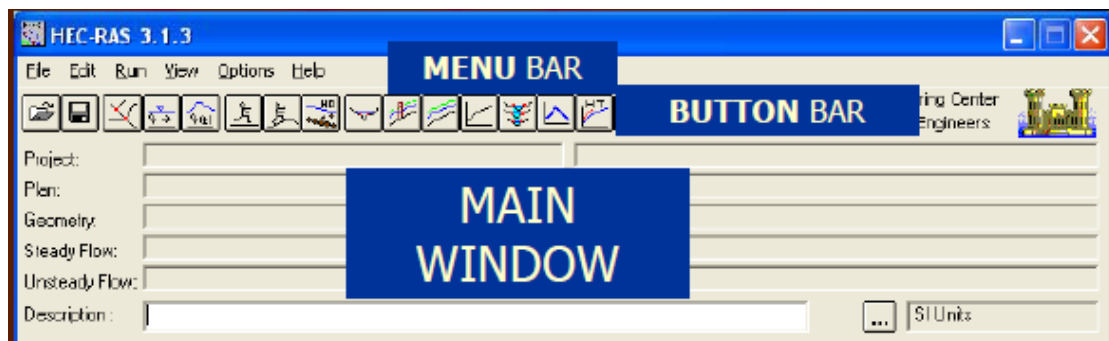 HEC-RAS 3.1.3
File Edit Run View Options Help
MENU BAR
BUTTON BAR
ring Center
Engineers
Project:
Plan:
MAIN
WINDOW
Geometry:
Steady Flow:
Unsteady Flow:
Description :
...
SI Units